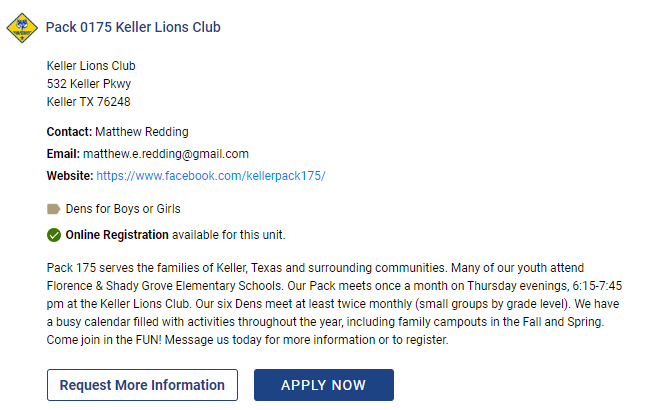 Pack 0175 Keller Lions Club
Keller Lions Club
532 Keller Pkwy
Keller TX 76248
Contact: Matthew Redding
Email: matthew.e.redding@gmail.com
Website: https://www.facebook.com/kellerpack175/
Dens for Boys or Girls
Online Registration available for this unit.
Pack 175 serves the families of Keller, Texas and surrounding communities. Many of our youth attend
Florence & Shady Grove Elementary Schools. Our Pack meets once a month on Thursday evenings, 6:15-7:45
pm at the Keller Lions Club. Our six Dens meet at least twice monthly (small groups by grade level). We have
a busy calendar filled with activities throughout the year, including family campouts in the Fall and Spring.
Come join in the FUN! Message us today for more information or to register.
Request More Information
APPLY NOW